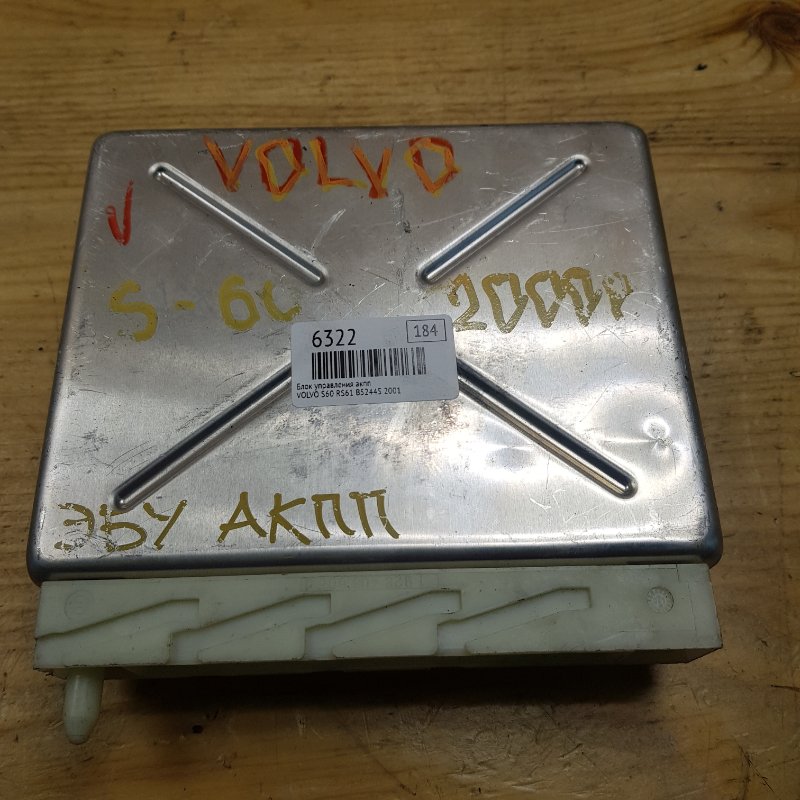 VOLVO
V
S-60 2000г
6322 184
Блок управления акпп
VOLVO S60 RS61 B5244S 2001
ЭБУ АКПП